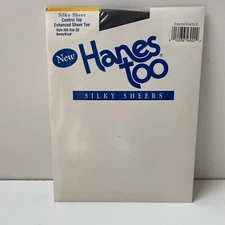 Silky Sheer
Control Top
Enhanced Sheer Toe
New
Hanes
too
SILKY SHEERS